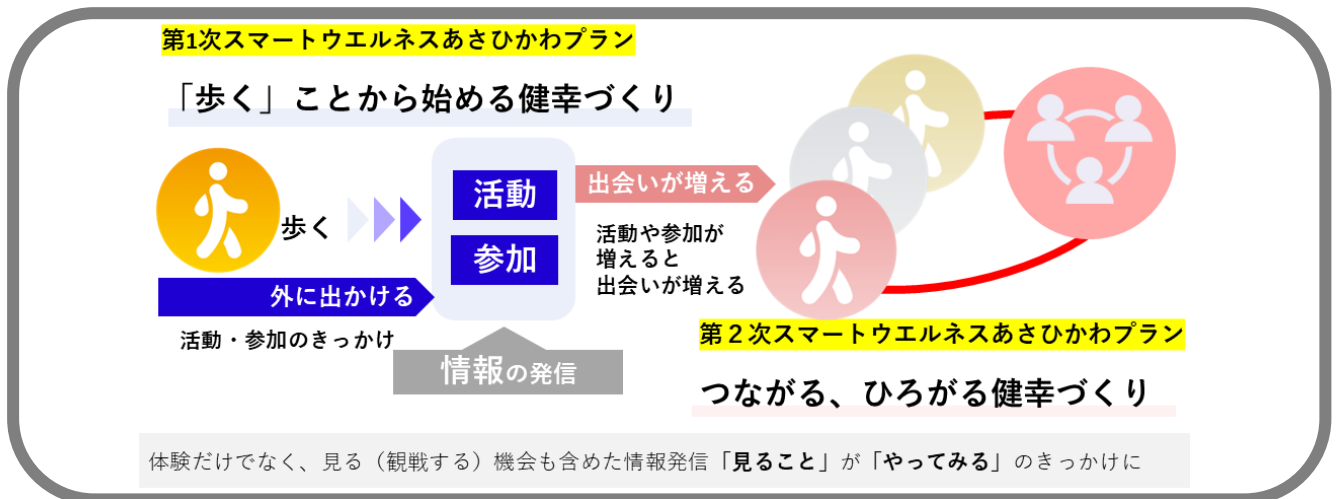 第1次スマートウエルネスあさひかわプラン
「歩く」ことから始める健幸づくり
歩く
外に出かける
活動・参加のきっかけ
活動
参加
情報の発信
出会いが増える
活動や参加が
増えると
出会いが増える
第２次スマートウエルネスあさひかわプラン
つながる、ひろがる健幸づくり
体験だけでなく、見る（観戦する）機会も含めた情報発信「見ること」が「やってみる」のきっかけに